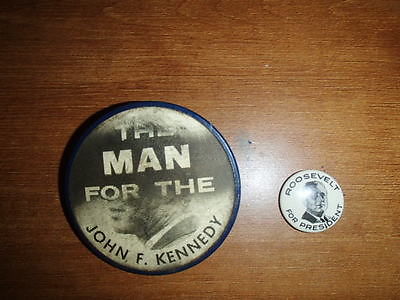 THE
MAN
FOR THE
JOHN F. KENNEDY
ROOSEVELT
FOR PRESIDENT